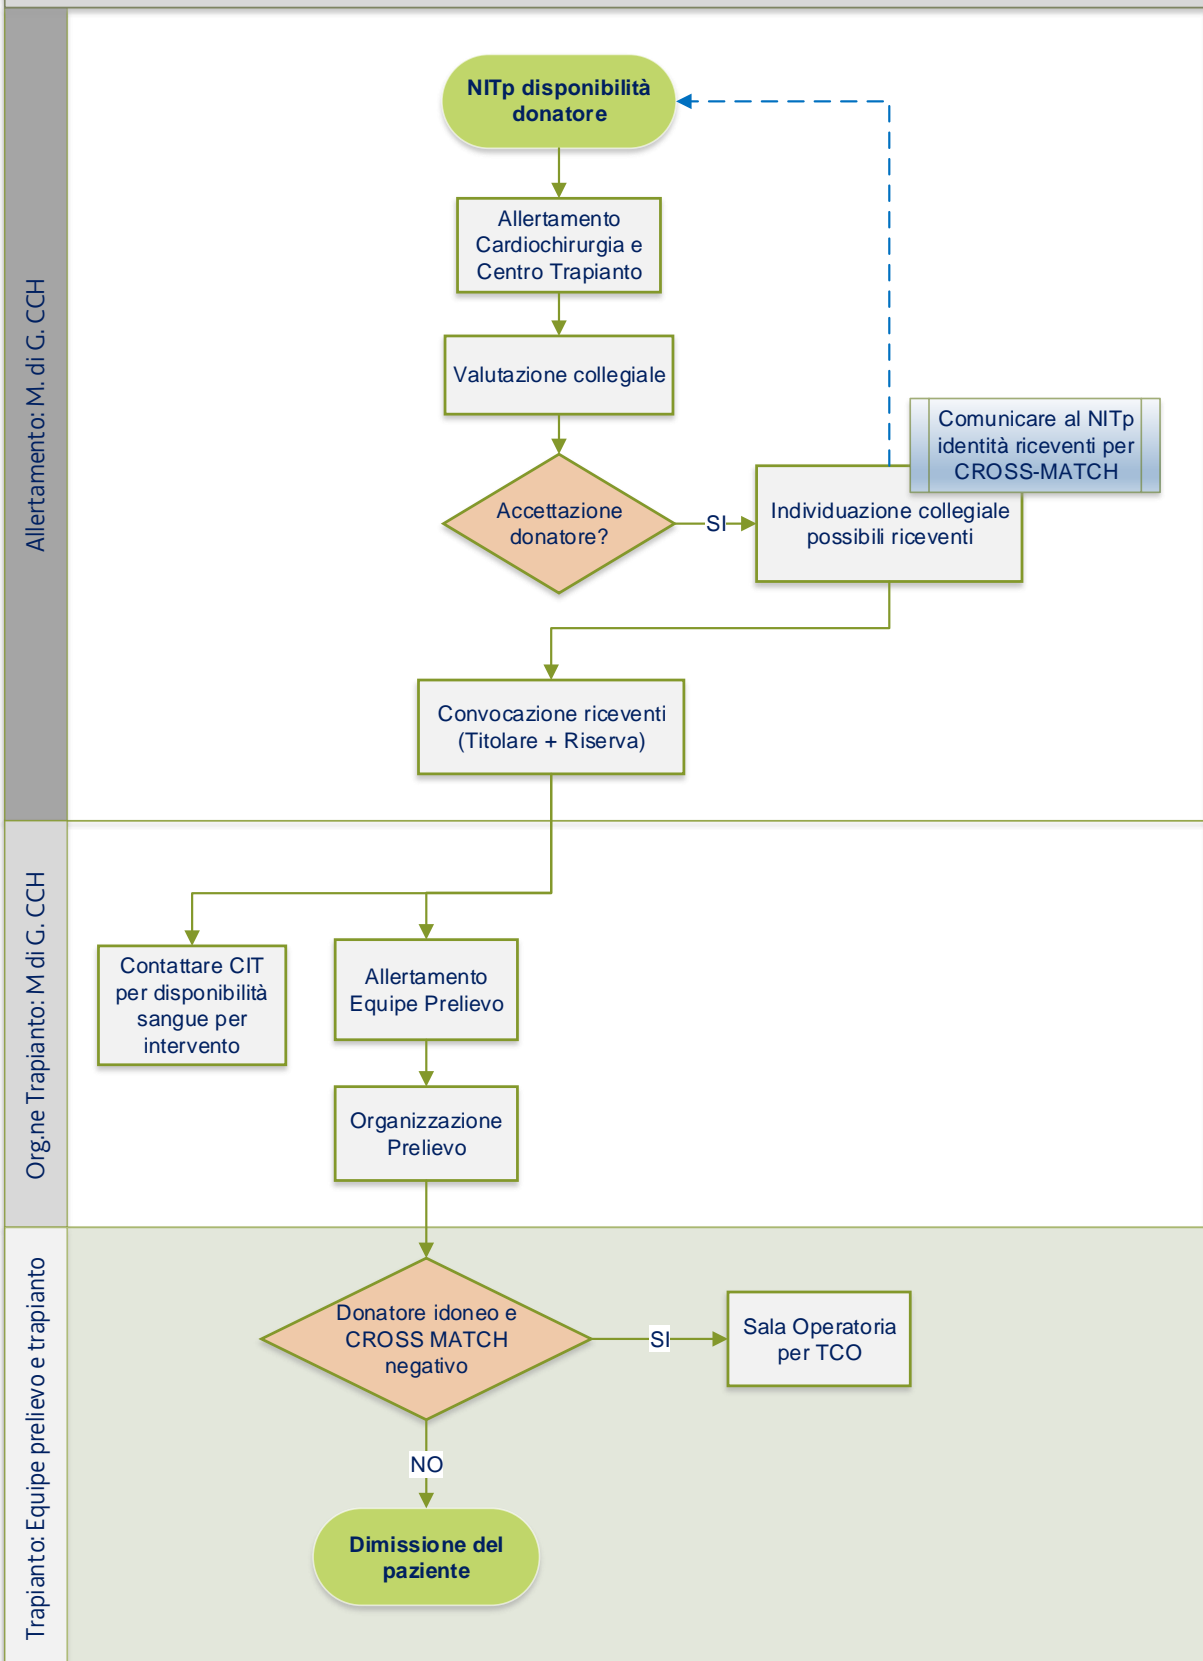 Allertamento: M. di G. CCH
NITp disponibilità
donatore
Allertamento
Cardiochirurgia e
Centro Trapianto
Valutazione collegiale
Comunicare al NITp
identità riceventi per
CROSS-MATCH
Accettazione
donatore?
SI
Individuazione collegiale
possibili riceventi
Convocazione riceventi
(Titolare + Riserva)
Org.ne Trapianto: M di G. CCH
Contattare CIT
per disponibilità
sangue per
intervento
Allertamento
Equipe Prelievo
Organizzazione
Prelievo
Trapianto: Equipe prelievo e trapianto
Donatore idoneo e
CROSS MATCH
negativo
SI
Sala Operatoria
per TCO
NO
Dimissione del
paziente